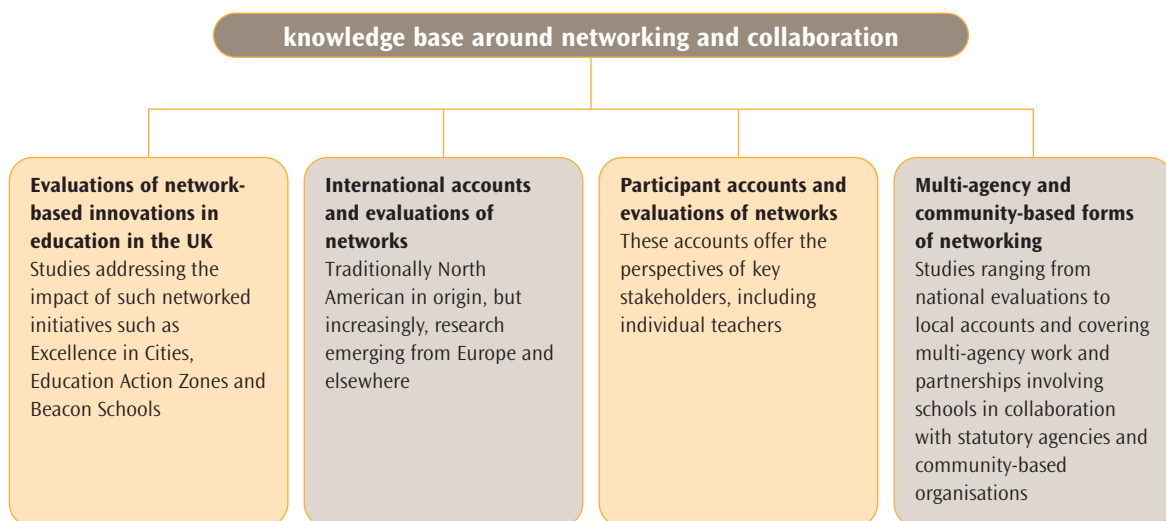 knowledge base around networking and collaboration
Evaluations of network-
based innovations in
education in the UK
Studies addressing the
impact of such networked
initiatives such as
Excellence in Cities,
Education Action Zones and
Beacon Schools
International accounts
and evaluations of
networks
Traditionally North
American in origin, but
increasingly, research
emerging from Europe and
elsewhere
Participant accounts and
evaluations of networks
These accounts offer the
perspectives of key
stakeholders, including
individual teachers
Multi-agency and
community-based forms
of networking
Studies ranging from
national evaluations to
local accounts and covering
multi-agency work and
partnerships involving
schools in collaboration
with statutory agencies and
community-based
organisations